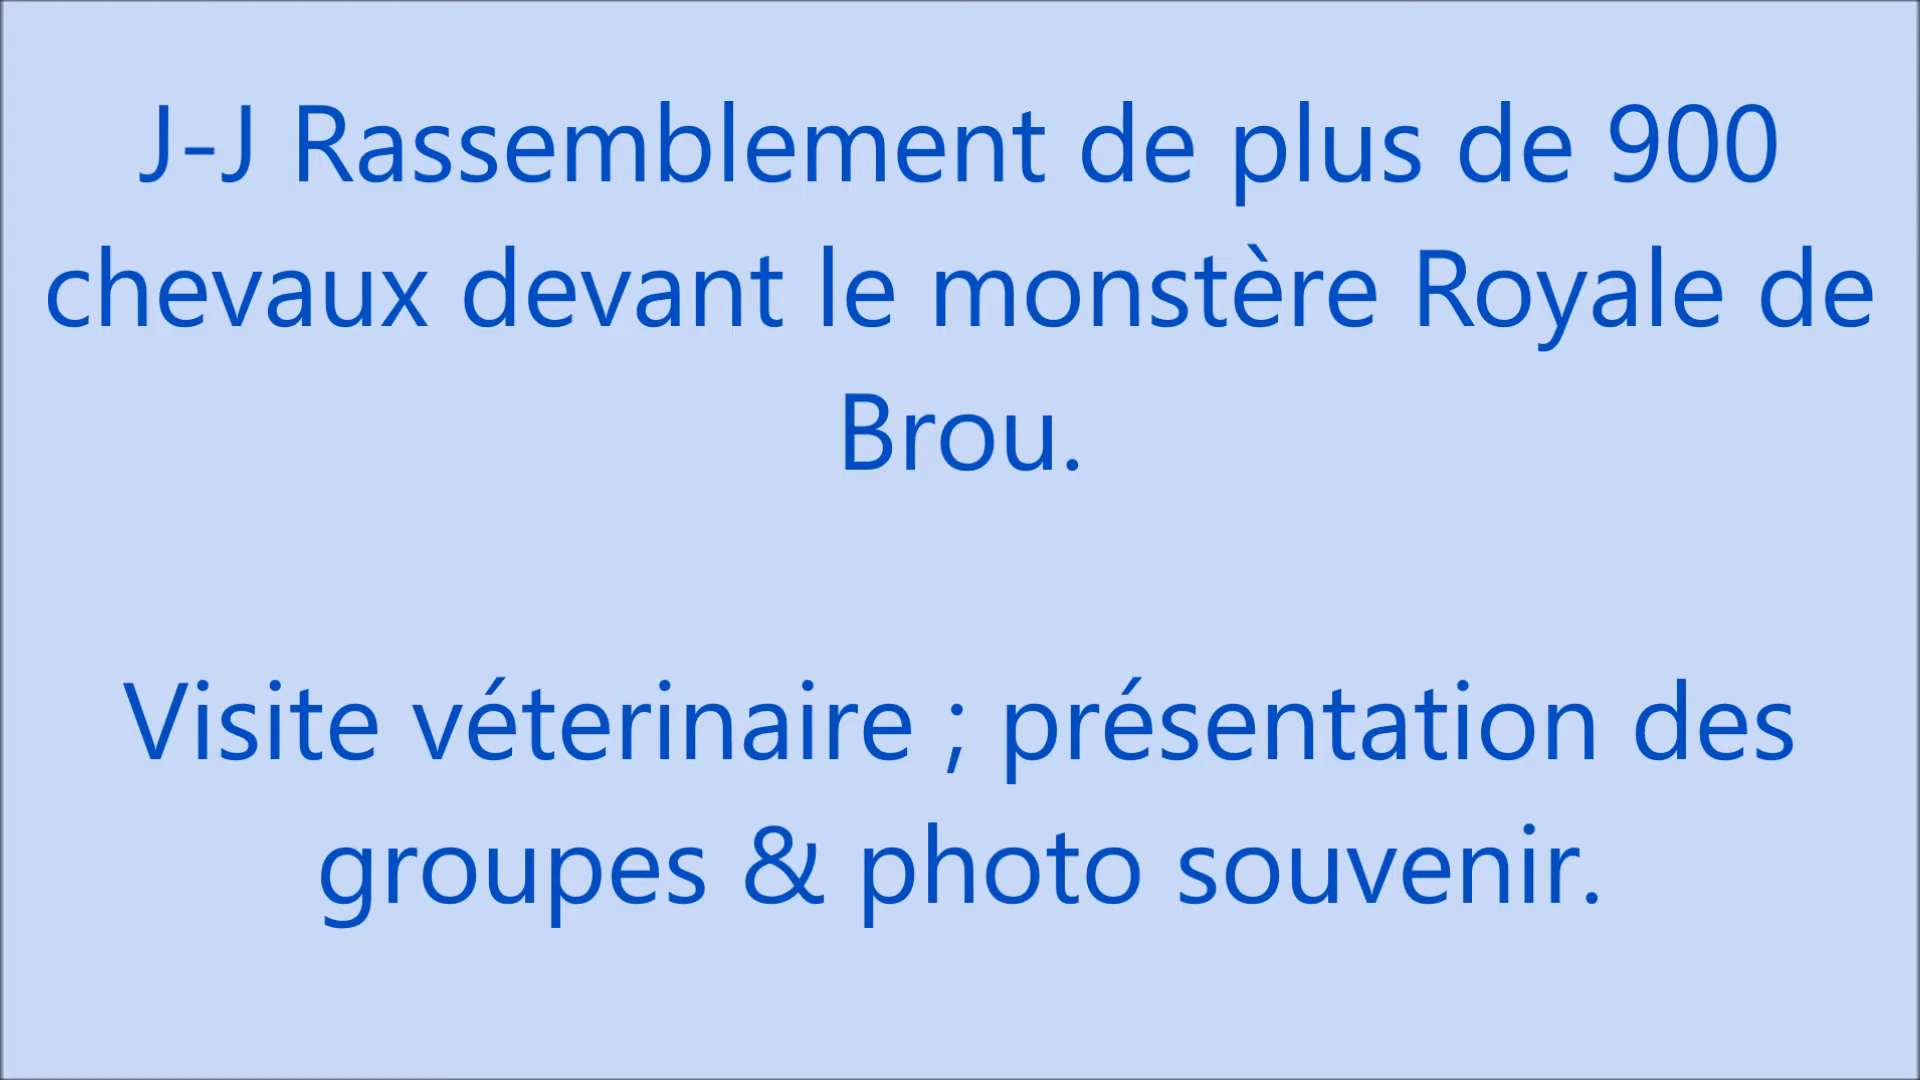 J-J Rassemblement de plus de 900
chevaux devant le monstère Royale de
Brou.
Visite véterinaire ; présentation des
groupes & photo souvenir.